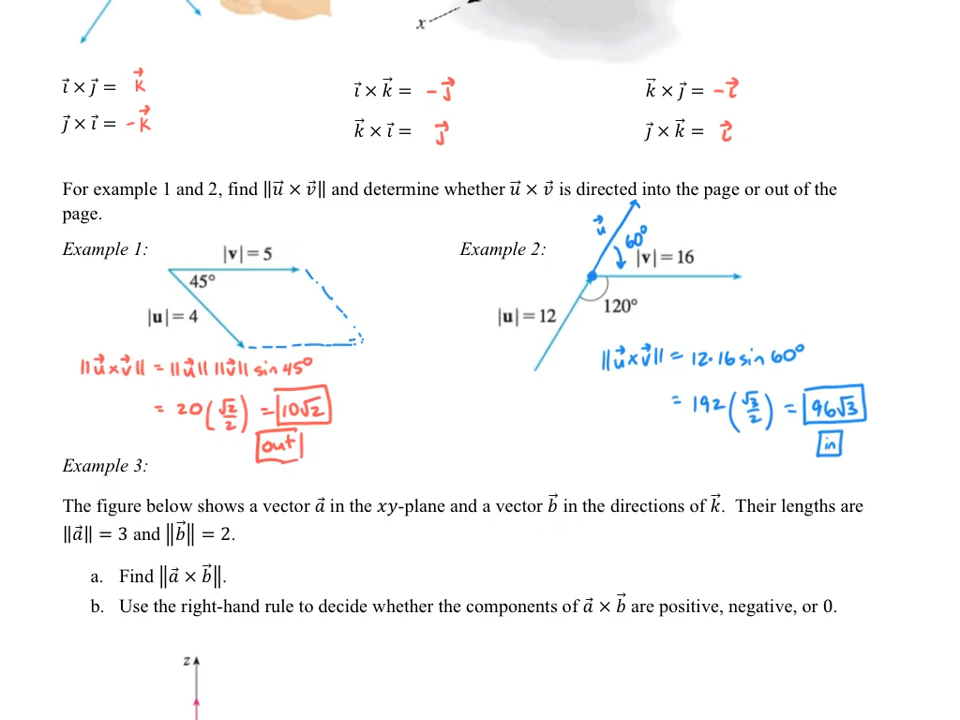 x
i⃗ × j⃗ = k⃗
i⃗ × k⃗ = -j⃗
k⃗ × j⃗ = -i⃗
j⃗ × i⃗ = -k⃗
k⃗ × i⃗ = j⃗
j⃗ × k⃗ = i⃗
For example 1 and 2, find ||u⃗ × v⃗|| and determine whether u⃗ × v⃗ is directed into the page or out of the
page.
Example 1:
|v| = 5
45°
|u| = 4
||u⃗ × v⃗|| = ||u⃗|| ||v⃗|| sin 45°
= 20 (√2/2) = 10√2
out
Example 2:
u⃗
60°
|v| = 16
120°
|u| = 12
||u⃗ × v⃗|| = 12·16 sin 60°
= 192 (√3/2) = 96√3
in
Example 3:
The figure below shows a vector a⃗ in the xy-plane and a vector b⃗ in the directions of k⃗. Their lengths are
||a⃗|| = 3 and ||b⃗|| = 2.
a. Find ||a⃗ × b⃗||.
b. Use the right-hand rule to decide whether the components of a⃗ × b⃗ are positive, negative, or 0.
z